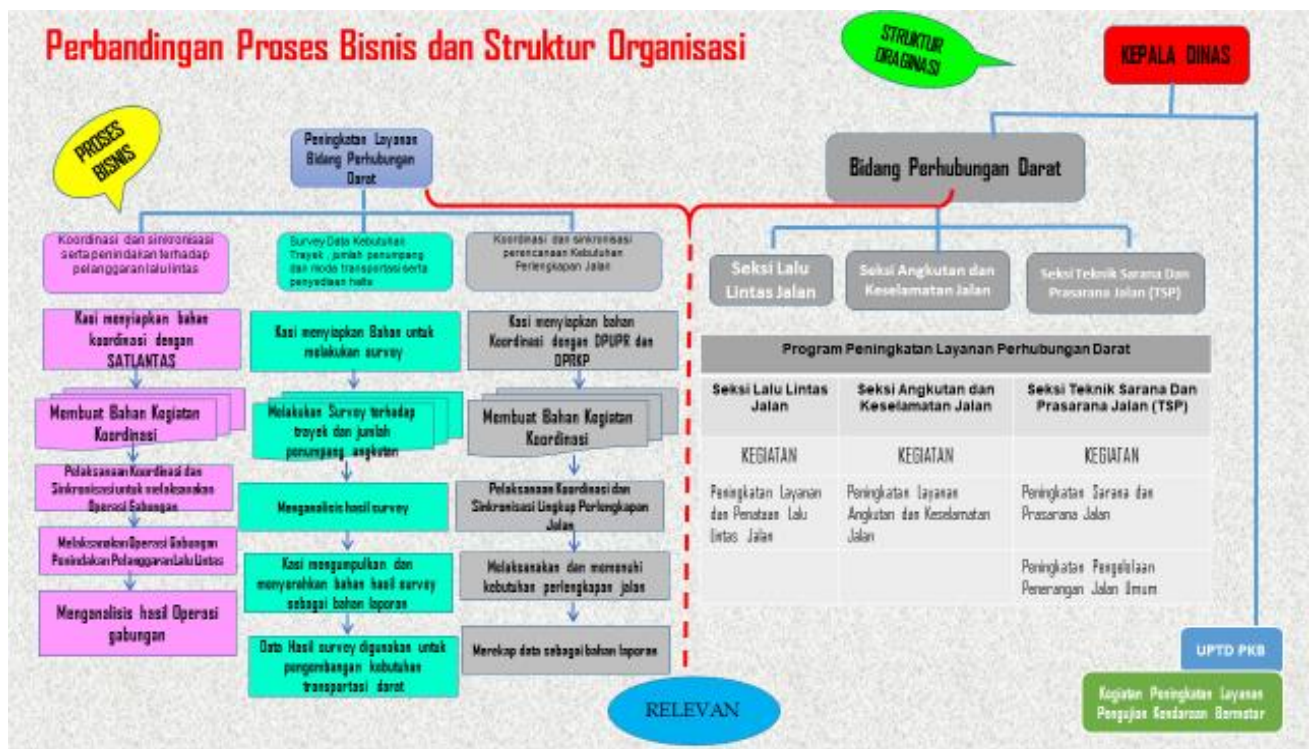 Perbandingan Proses Bisnis dan Struktur Organisasi
STRUKTUR
ORAGINASI
KEPALA DINAS
PROSES
BISNIS
Peningkatan Layanan
Bidang Perhubungan
Darat
Bidang Perhubungan Darat
Koordinasi dan sinkronisasi
serta penindakan terhadap
pelanggaran lalu lintas
Survey Data Kebutuhan
Trayek , jumlah penumpang
dan moda transportasi serta
penyediaan halte
Koordinasi dan sinkronisasi
perencanaan Kebutuhan
Perlengkapan Jalan
Seksi Lalu
Lintas Jalan
Seksi Angkutan dan
Keselamatan Jalan
Seksi Teknik Sarana Dan
Prasarana Jalan (TSP)
Kasi menyiapkan bahan
koordinasi dengan
SATLANTAS
Membuat Bahan Kegiatan
Koordinasi
Pelaksanaan Koordinasi dan
Sinkronisasi untuk melaksanakan
Operasi Gabungan
Melaksanakan Operasi Gabungan
Penindakan Pelanggaran Lalu Lintas
Menganalisis hasil Operasi
gabungan
Kasi menyiapkan Bahan untuk
melakukan survey
Melakukan Survey terhadap
trayek dan jumlah
penumpang angkutan
Menganalisis hasil survey
Kasi mengumpulkan dan
menyerahkan bahan hasil survey
sebagai bahan laporan
Data Hasil survey digunakan untuk
pengembangan kebutuhan
transportasi darat
Kasi menyiapkan bahan
Koordinasi dengan DPUPR dan
DPRKP
Membuat Bahan Kegiatan
Koordinasi
Pelaksanaan Koordinasi dan
Sinkronisasi Lingkup Perlengkapan
Jalan
Melaksanakan dan memenuhi
kebutuhan perlengkapan jalan
Merekap data sebagai bahan laporan
Program Peningkatan Layanan Perhubungan Darat
Seksi Lalu Lintas
Jalan
Seksi Angkutan dan
Keselamatan Jalan
Seksi Teknik Sarana Dan
Prasarana Jalan (TSP)
KEGIATAN
KEGIATAN
KEGIATAN
Peningkatan Layanan
dan Penataan Lalu
Lintas Jalan
Peningkatan Layanan
Angkutan dan Keselamatan
Jalan
Peningkatan Sarana dan
Prasarana Jalan
Peningkatan Pengelolaan
Penerangan Jalan Umum
UPTD PKB
Kegiatan Peningkatan Layanan
Pengujian Kendaraan Bermotor
RELEVAN